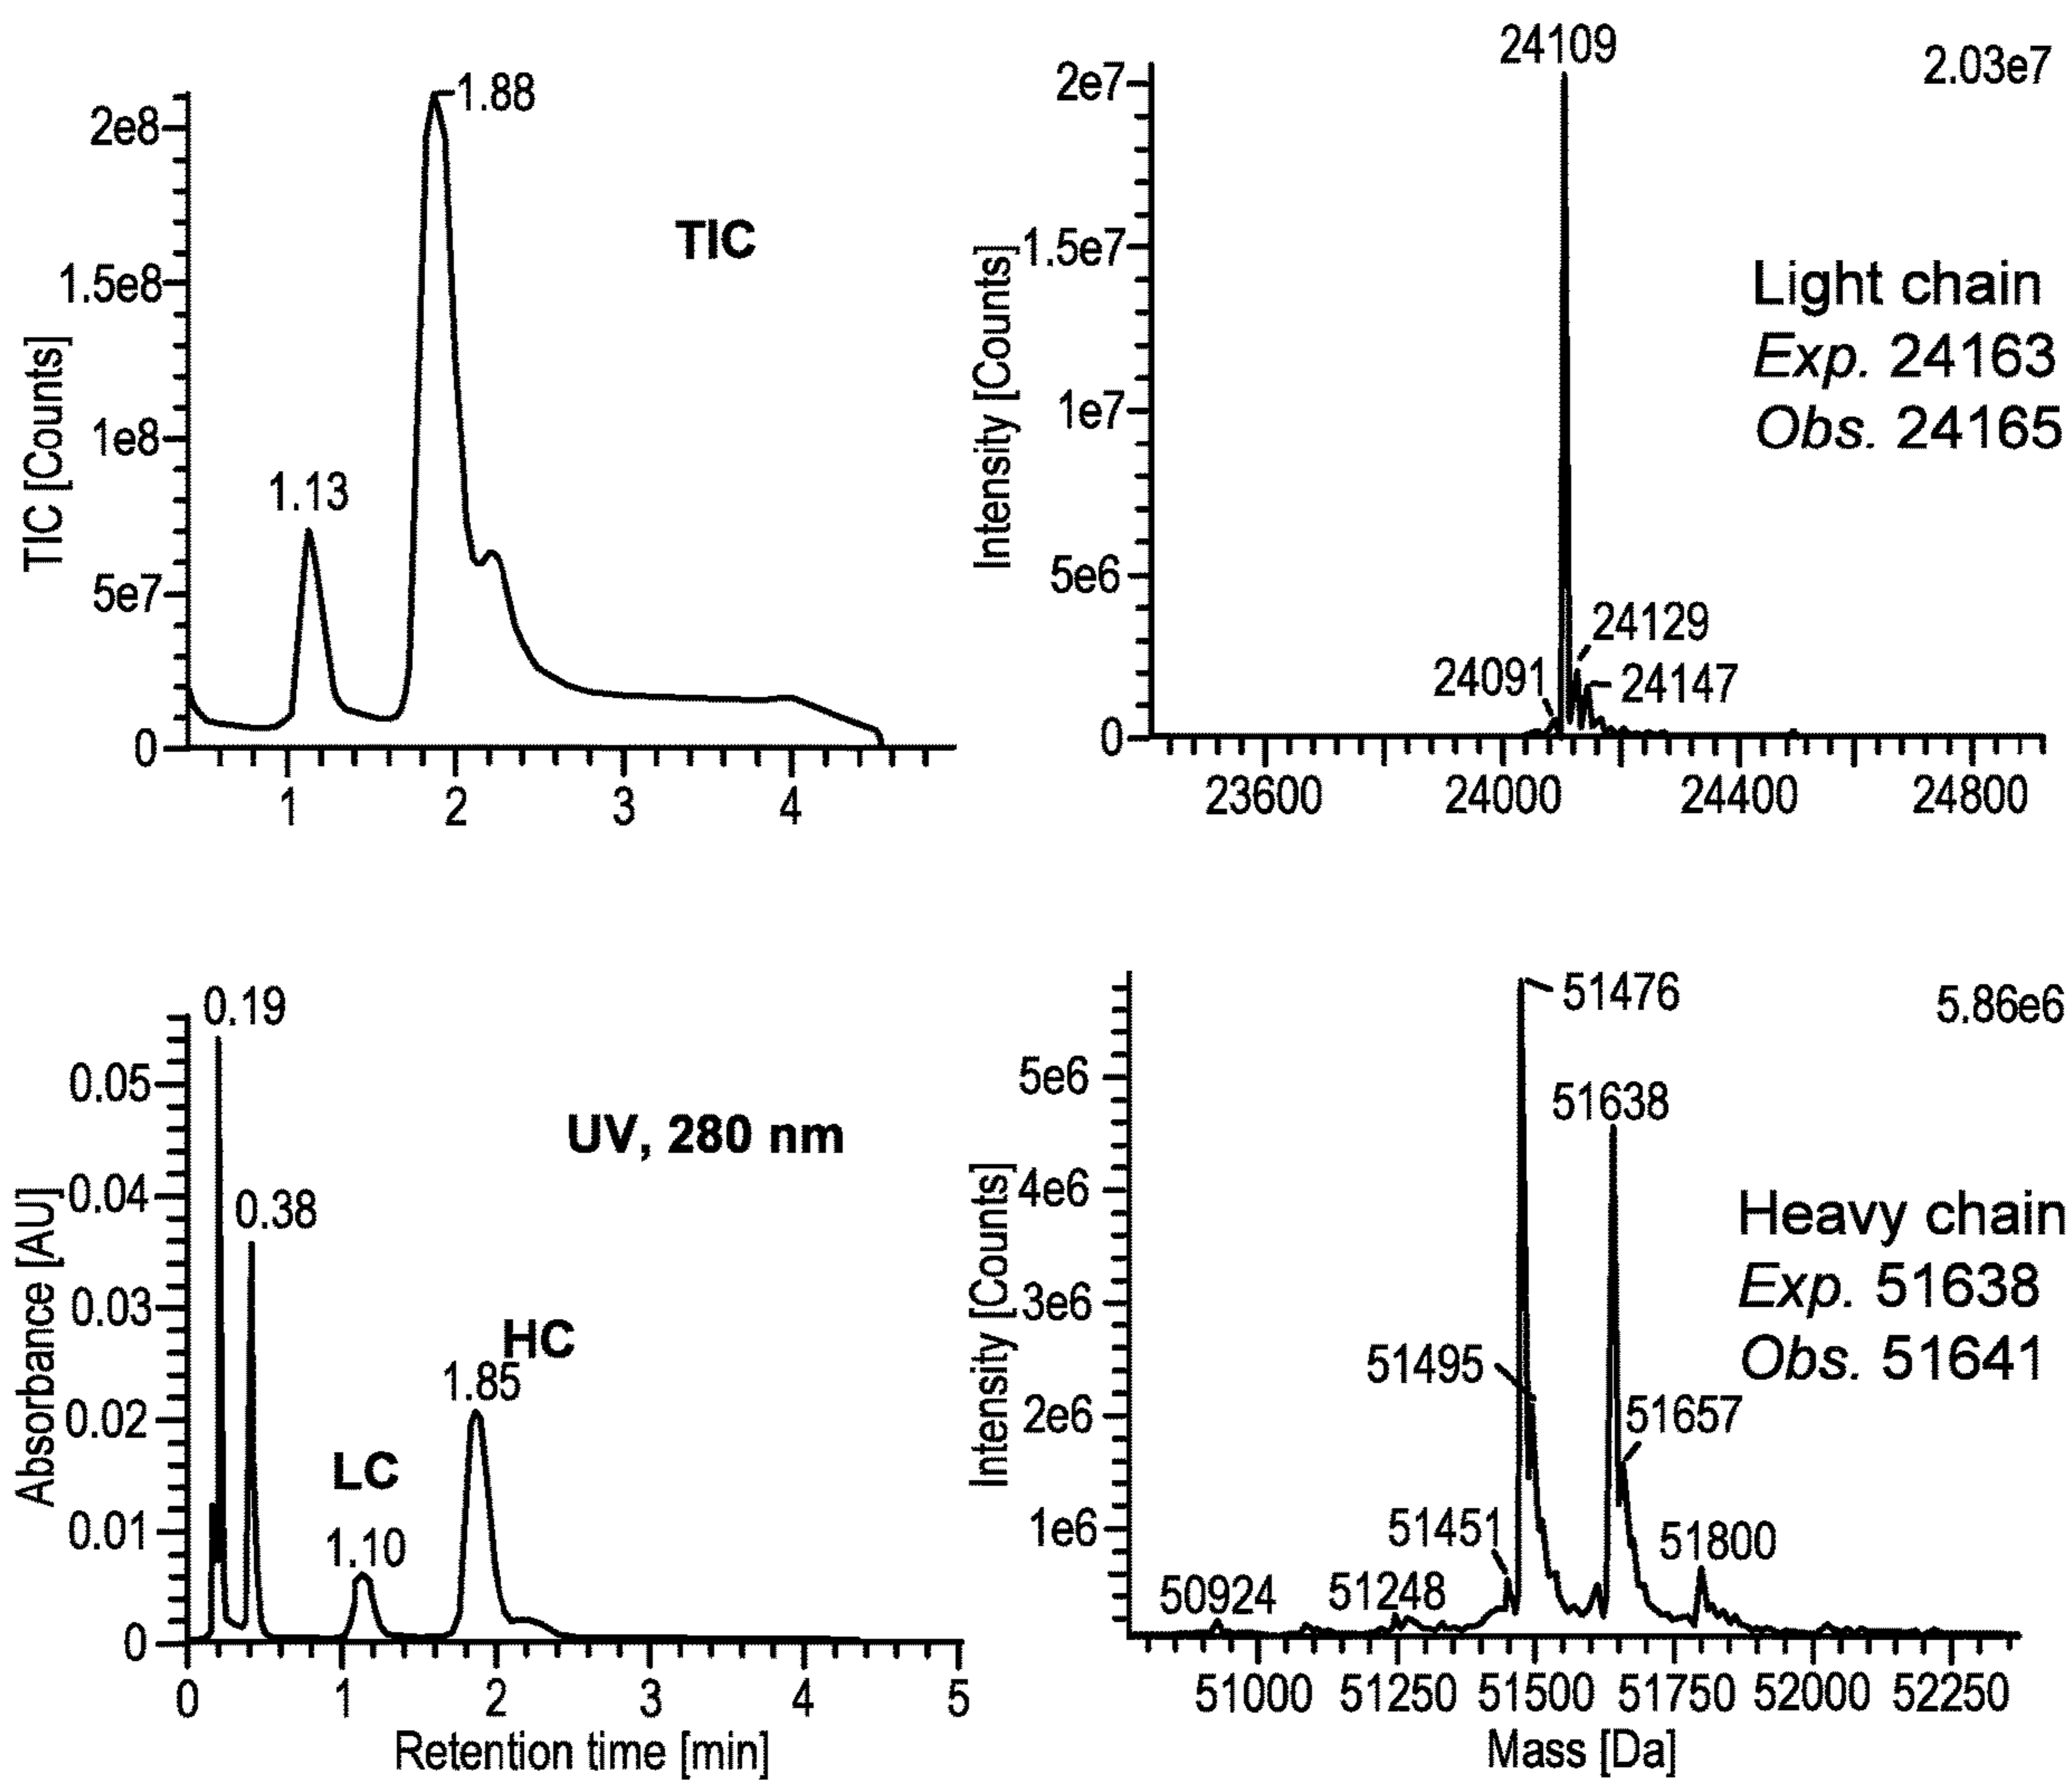 TIC [Counts]
2e8
1.5e8
1e8
5e7
0
1.13
1.88
TIC
1
2
3
4
Intensity [Counts]
2e7
1.5e7
1e7
5e6
0
24109
2.03e7
24129
24091
24147
Light chain
Exp. 24163
Obs. 24165
23600
24000
24400
24800
Absorbance [AU]
0.05
0.04
0.03
0.02
0.01
0
0.19
0.38
UV, 280 nm
LC
1.10
HC
1.85
0
1
2
3
4
5
Retention time [min]
Intensity [Counts]
5e6
4e6
3e6
2e6
1e6
51476
5.86e6
51638
51495
51657
51451
51800
50924
51248
Heavy chain
Exp. 51638
Obs. 51641
51000
51250
51500
51750
52000
52250
Mass [Da]